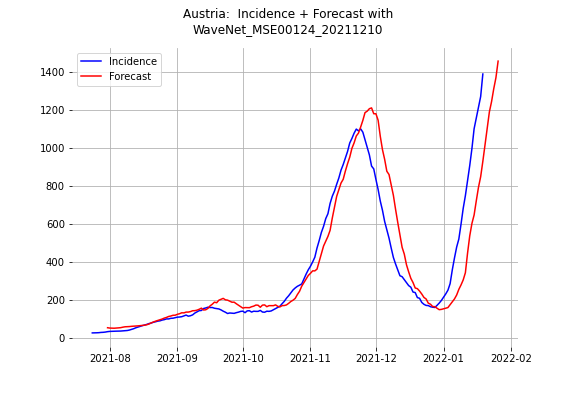 Austria:  Incidence + Forecast with
WaveNet_MSE00124_20211210
Incidence
Forecast
1400
1200
1000
800
600
400
200
0
2021-08 2021-09 2021-10 2021-11 2021-12 2022-01 2022-02